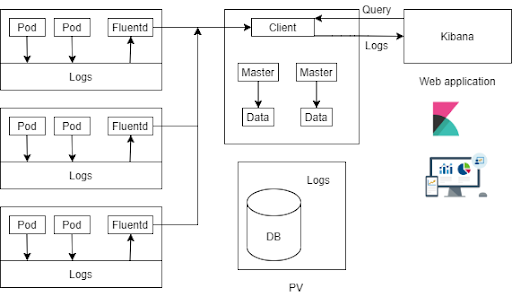 Pod Pod Fluentd
Logs
Pod Pod Fluentd
Logs
Pod Pod Fluentd
Logs
Client
Master Master
Data Data
Query
Logs
Kibana
Web application
Logs
DB
PV